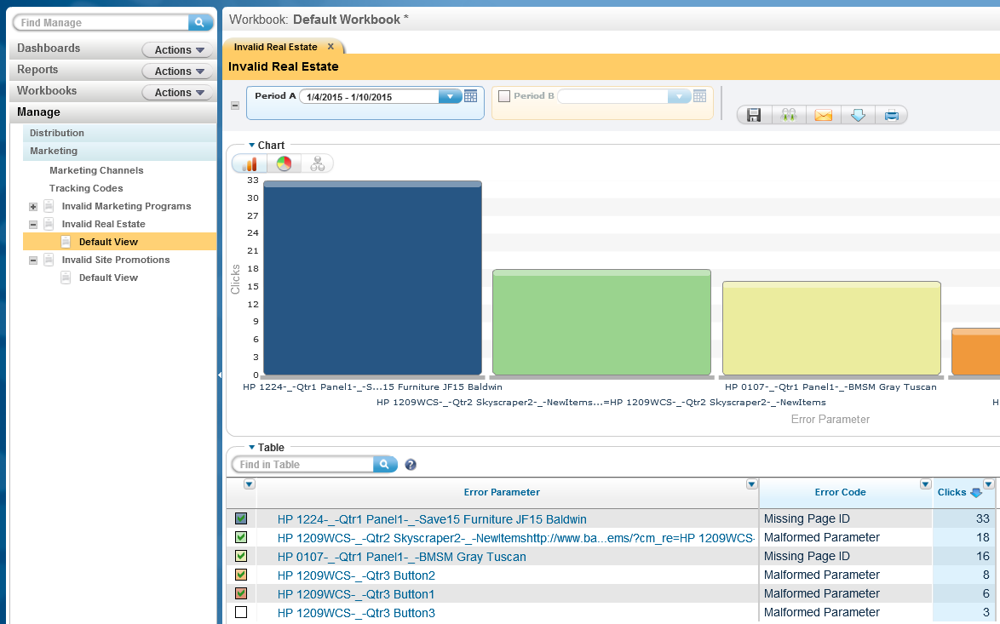 Find Manage
Dashboards
Actions
Reports
Actions
Workbooks
Actions
Manage
Distribution
Marketing
Marketing Channels
Tracking Codes
Invalid Marketing Programs
Invalid Real Estate
Default View
Invalid Site Promotions
Default View
Workbook: Default Workbook *
Invalid Real Estate x
Invalid Real Estate
Period A 1/4/2015 - 1/10/2015
Period B
Chart
33
30
27
24
21
18
15
12
9
6
3
0
Clicks
HP 1224-_-Qtr1 Panel1-_-S...15 Furniture JF15 Baldwin
HP 0107-_-Qtr1 Panel1-_-BMSM Gray Tuscan
HP 1209WCS-_-Qtr2 Skyscraper2-_-NewItems...=HP 1209WCS-_-Qtr2 Skyscraper2-_-NewItems
H
Error Parameter
Table
Find in Table ?
Error Parameter Error Code Clicks
HP 1224-_-Qtr1 Panel1-_-Save15 Furniture JF15 Baldwin Missing Page ID 33
HP 1209WCS-_-Qtr2 Skyscraper2-_-NewItemshttp://www.ba...ems/?cm_re=HP 1209WCS- Malformed Parameter 18
HP 0107-_-Qtr1 Panel1-_-BMSM Gray Tuscan Missing Page ID 16
HP 1209WCS-_-Qtr3 Button2 Malformed Parameter 8
HP 1209WCS-_-Qtr3 Button1 Malformed Parameter 6
HP 1209WCS-_-Qtr3 Button3 Malformed Parameter 3